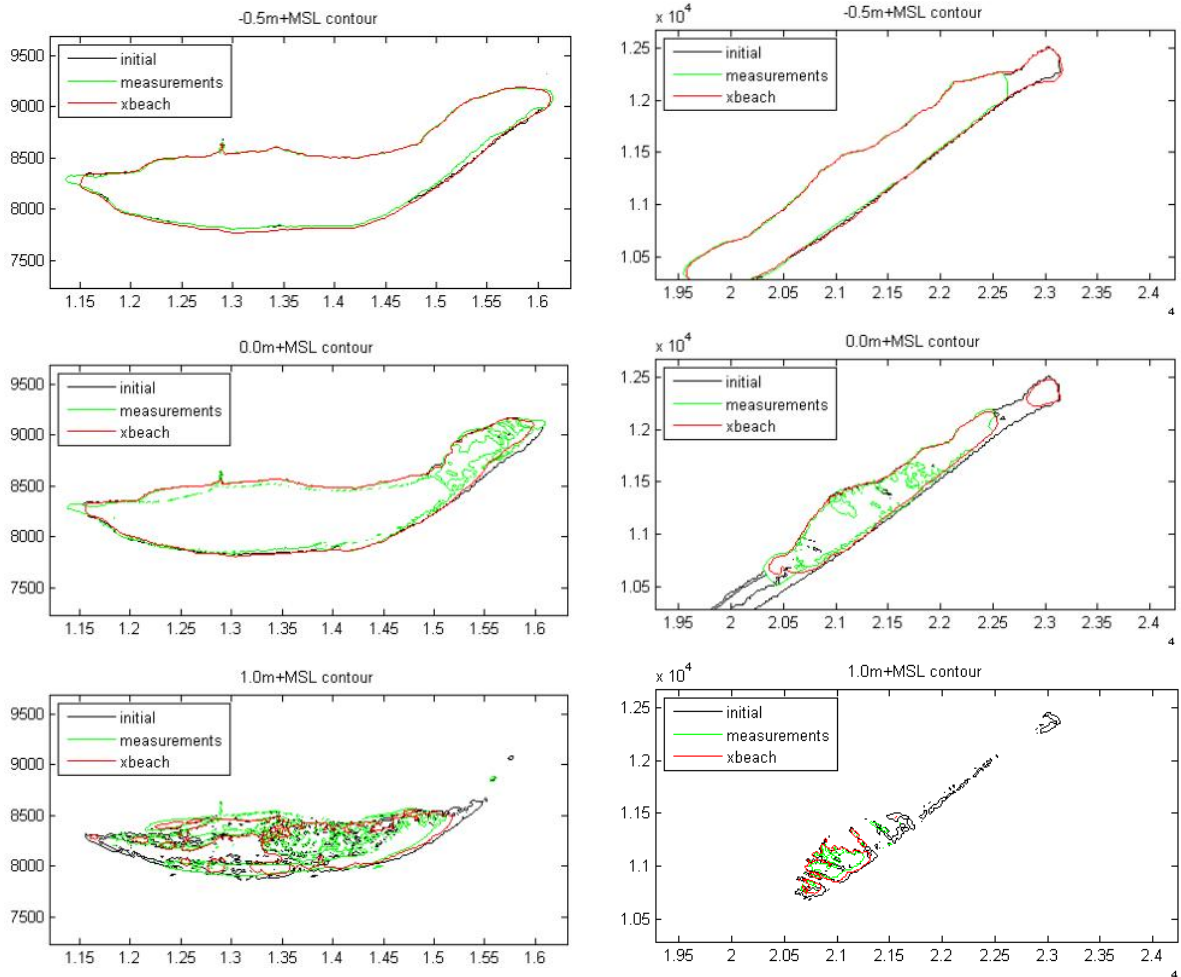 -0.5m+MSL contour
9500
9000
8500
8000
7500
initial
measurements
xbeach
1.15 1.2 1.25 1.3 1.35 1.4 1.45 1.5 1.55 1.6
-0.5m+MSL contour
x 10^4
1.25
1.2
1.15
1.1
1.05
initial
measurements
xbeach
1.95 2 2.05 2.1 2.15 2.2 2.25 2.3 2.35 2.4
4
0.0m+MSL contour
9500
9000
8500
8000
7500
initial
measurements
xbeach
1.15 1.2 1.25 1.3 1.35 1.4 1.45 1.5 1.55 1.6
0.0m+MSL contour
x 10^4
1.25
1.2
1.15
1.1
1.05
initial
measurements
xbeach
1.95 2 2.05 2.1 2.15 2.2 2.25 2.3 2.35 2.4
4
1.0m+MSL contour
9500
9000
8500
8000
7500
initial
measurements
xbeach
1.15 1.2 1.25 1.3 1.35 1.4 1.45 1.5 1.55 1.6
1.0m+MSL contour
x 10^4
1.25
1.2
1.15
1.1
1.05
initial
measurements
xbeach
1.95 2 2.05 2.1 2.15 2.2 2.25 2.3 2.35 2.4
4